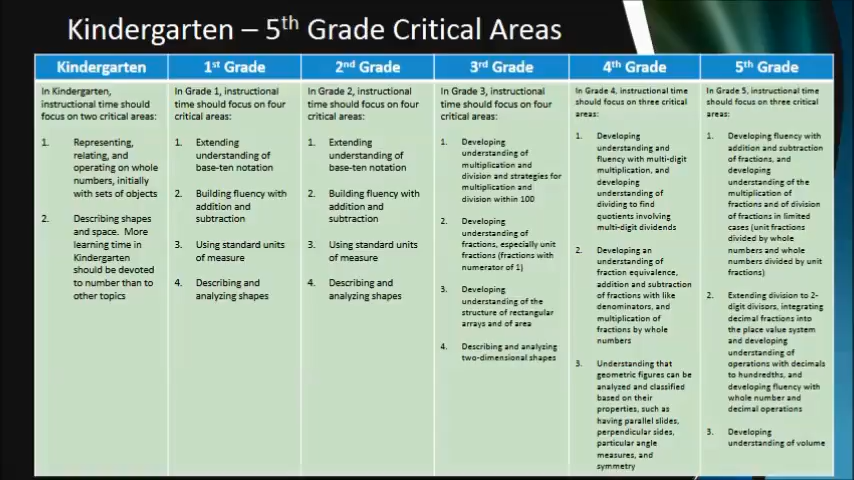 Kindergarten – 5th Grade Critical Areas
Kindergarten
In Kindergarten,
instructional time should
focus on two critical areas:
1. Representing,
relating, and
operating on whole
numbers, initially
with sets of objects
2. Describing shapes
and space. More
learning time in
Kindergarten
should be devoted
to number than to
other topics
1st Grade
In Grade 1, instructional
time should focus on four
critical areas:
1. Extending
understanding of
base-ten notation
2. Building fluency with
addition and
subtraction
3. Using standard units
of measure
4. Describing and
analyzing shapes
2nd Grade
In Grade 2, instructional
time should focus on four
critical areas:
1. Extending
understanding of
base-ten notation
2. Building fluency with
addition and
subtraction
3. Using standard units
of measure
4. Describing and
analyzing shapes
3rd Grade
In Grade 3, instructional
time should focus on four
critical areas:
1. Developing
understanding of
multiplication and
division and strategies for
multiplication and
division within 100
2. Developing
understanding of
fractions, especially unit
fractions (fractions with
numerator of 1)
3. Developing
understanding of the
structure of rectangular
arrays and of area
4. Describing and analyzing
two-dimensional shapes
4th Grade
In Grade 4, instructional time
should focus on three critical
areas:
1. Developing
understanding and
fluency with multi-digit
multiplication, and
developing
understanding of
dividing to find
quotients involving
multi-digit dividends
2. Developing an
understanding of
fraction equivalence,
addition and subtraction
of fractions with like
denominators, and
multiplication of
fractions by whole
numbers
3. Understanding that
geometric figures can be
analyzed and classified
based on their
properties, such as
having parallel slides,
perpendicular sides,
particular angle
measures, and
symmetry
5th Grade
In Grade 5, instructional time
should focus on three critical
areas:
1. Developing fluency with
addition and subtraction
of fractions, and
developing
understanding of the
multiplication of
fractions and of division
of fractions in limited
cases (unit fractions
divided by whole
numbers and whole
numbers divided by unit
fractions)
2. Extending division to 2-
digit divisors, integrating
decimal fractions into
the place value system
and developing
understanding of
operations with decimals
to hundredths, and
developing fluency with
whole number and
decimal operations
3. Developing
understanding of volume